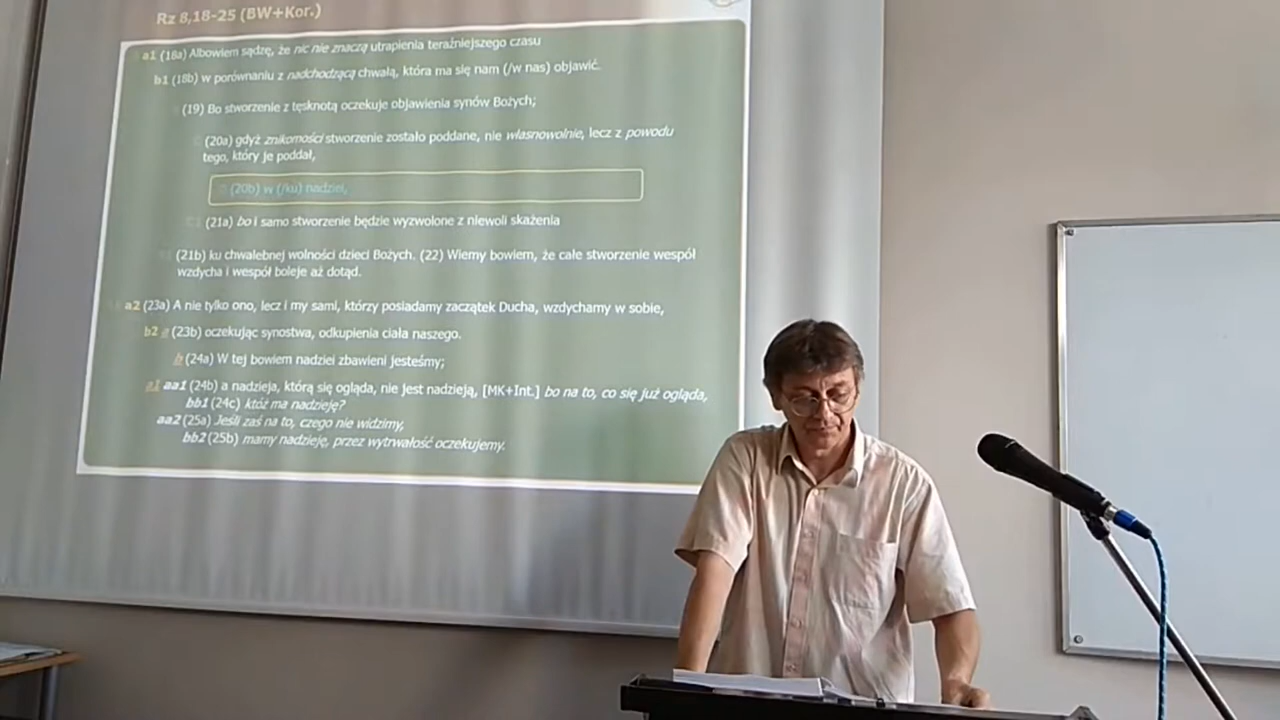 Rz 8,18-25 (BW+Kor.)
a1 (18a) Albowiem sądzę, że nic nie znaczą utrapienia teraźniejszego czasu
b1 (18b) w porównaniu z nadchodzącą chwałą, która ma się nam (/w nas) objawić.
(19) Bo stworzenie z tęsknotą oczekuje objawienia synów Bożych;
(20a) gdyż znikomości stworzenie zostało poddane, nie własnowolnie, lecz z powodu
tego, który je poddał,
(20b) w (/ku) nadziei,
(21a) bo i samo stworzenie będzie wyzwolone z niewoli skażenia
(21b) ku chwalebnej wolności dzieci Bożych. (22) Wiemy bowiem, że całe stworzenie wespół
wzdycha i wespół boleje aż dotąd.
a2 (23a) A nie tylko ono, lecz i my sami, którzy posiadamy zaczątek Ducha, wzdychamy w sobie,
b2 a (23b) oczekując synostwa, odkupienia ciała naszego.
b (24a) W tej bowiem nadziei zbawieni jesteśmy;
a1 aa1 (24b) a nadzieja, którą się ogląda, nie jest nadzieją, [MK+Int.] bo na to, co się już ogląda,
bb1 (24c) któż ma nadzieję?
aa2 (25a) Jeśli zaś na to, czego nie widzimy,
bb2 (25b) mamy nadzieję, przez wytrwałość oczekujemy.